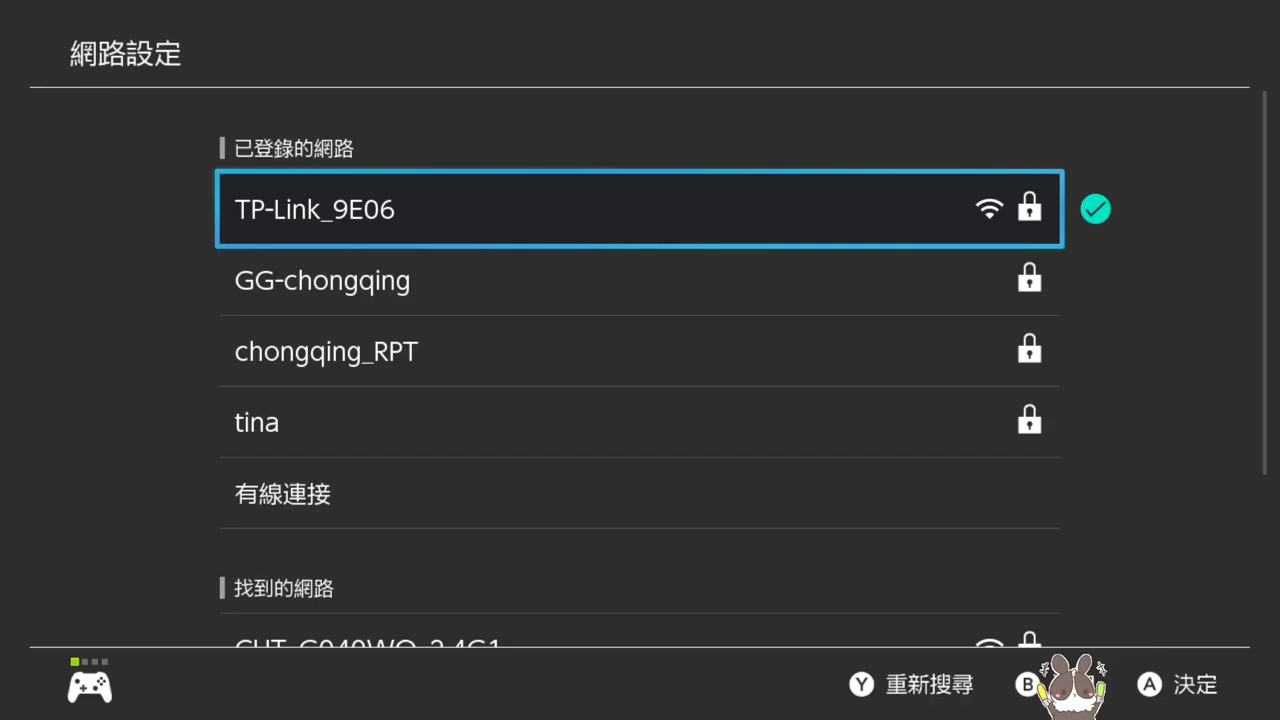 網路設定
已登錄的網路
TP-Link_9E06
GG-chongqing
chongqing_RPT
tina
有線連接
找到的網路
Y 重新搜尋 B A 決定